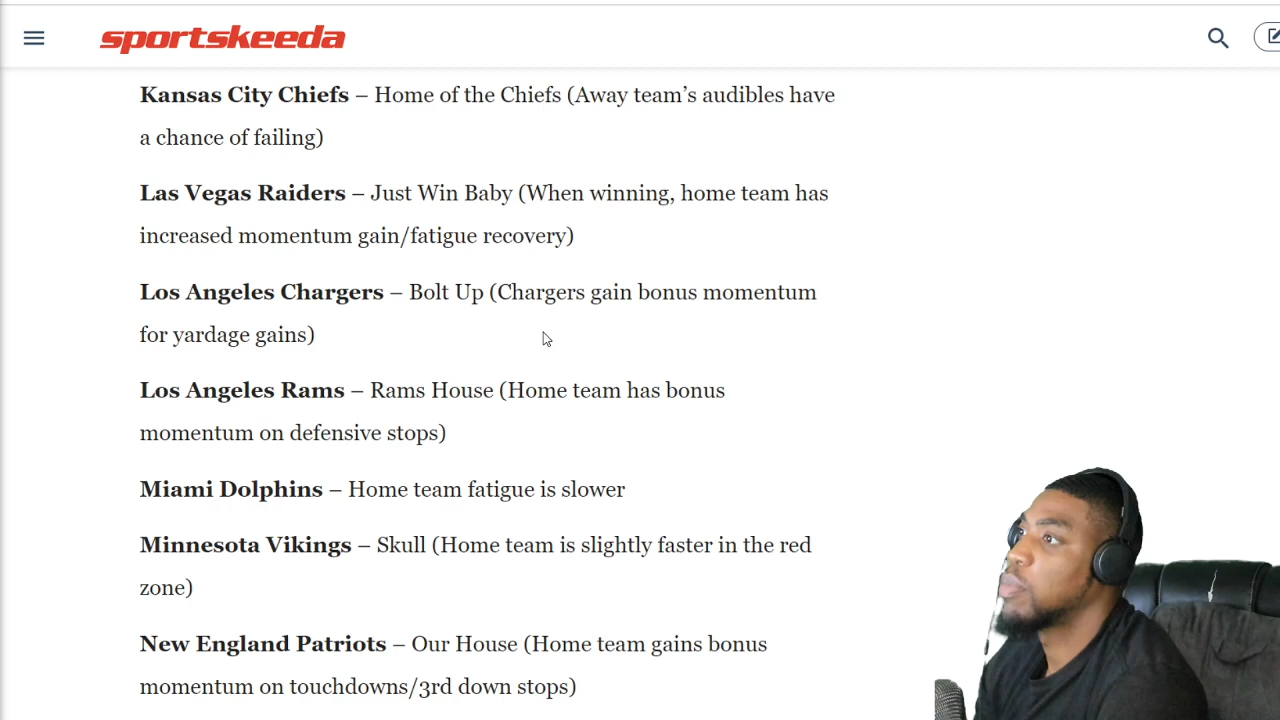 sportskeeda
Kansas City Chiefs – Home of the Chiefs (Away team’s audibles have
a chance of failing)
Las Vegas Raiders – Just Win Baby (When winning, home team has
increased momentum gain/fatigue recovery)
Los Angeles Chargers – Bolt Up (Chargers gain bonus momentum
for yardage gains)
Los Angeles Rams – Rams House (Home team has bonus
momentum on defensive stops)
Miami Dolphins – Home team fatigue is slower
Minnesota Vikings – Skull (Home team is slightly faster in the red
zone)
New England Patriots – Our House (Home team gains bonus
momentum on touchdowns/3rd down stops)